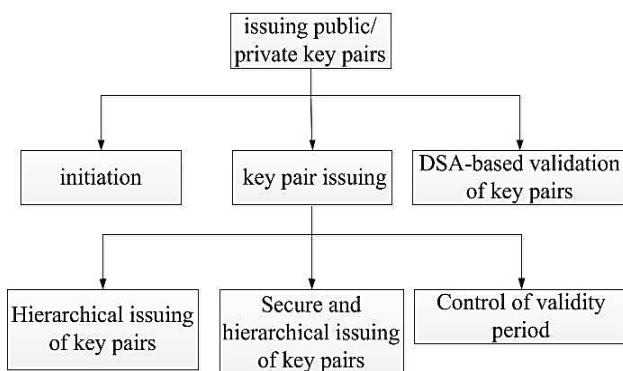 issuing public/
private key pairs
initiation
key pair issuing
DSA-based validation
of key pairs
Hierarchical issuing
of key pairs
Secure and
hierarchical issuing
of key pairs
Control of validity
period